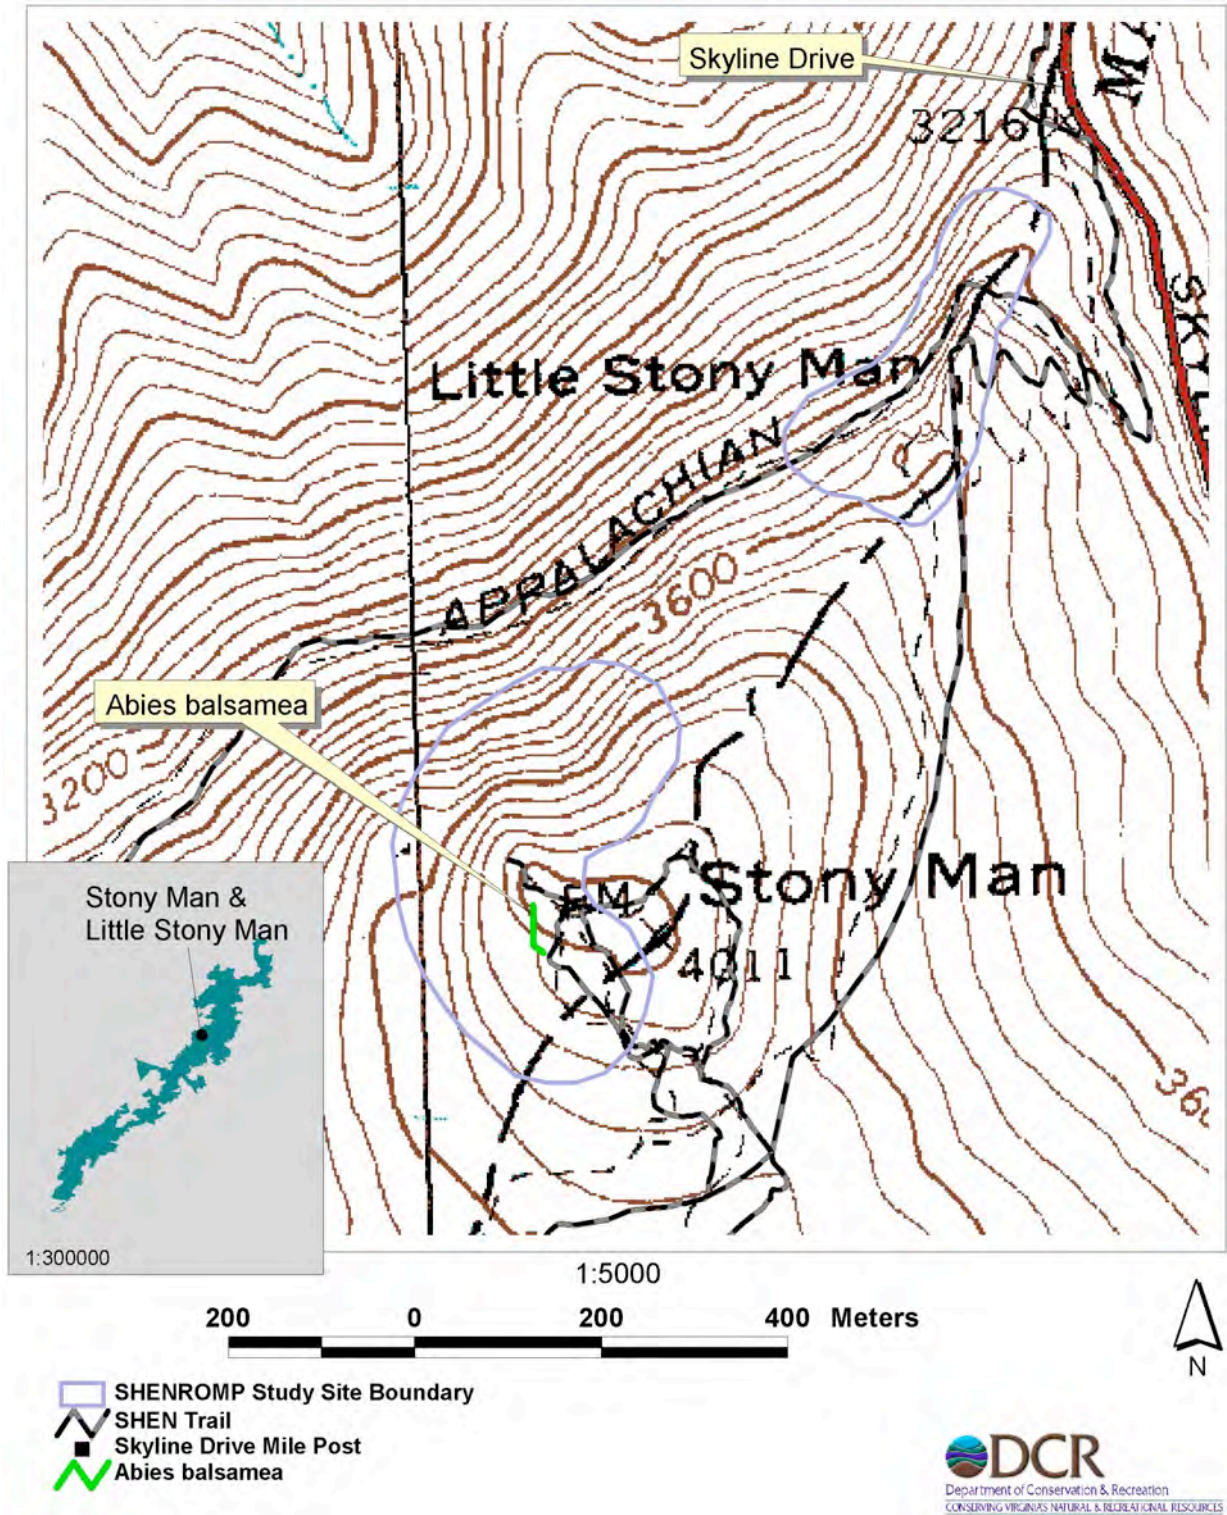 Skyline Drive
3216
Little Stony Man
APPALACHIAN
3600
Abies balsamea
3200
Stony Man
4011
Stony Man &
Little Stony Man
1:300000
1:5000
200 0 200 400 Meters
N
SHENROMP Study Site Boundary
SHEN Trail
Skyline Drive Mile Post
Abies balsamea
DCR
Department of Conservation & Recreation
CONSERVING VIRGINIA'S NATURAL & RECREATIONAL RESOURCES